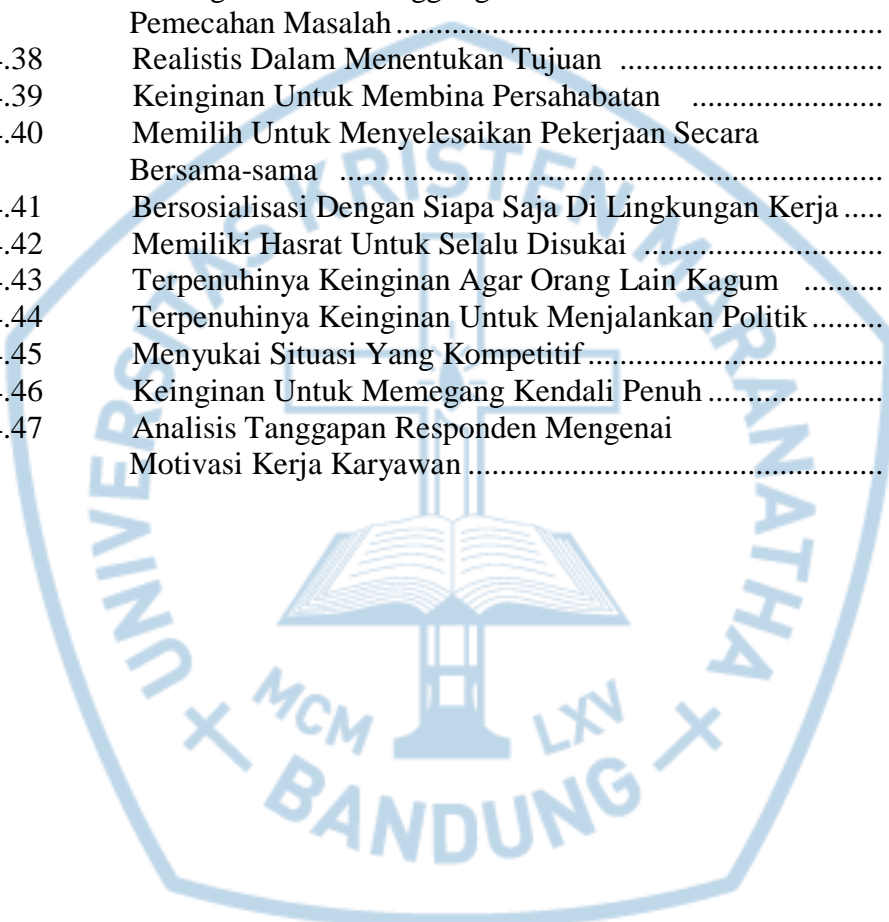 Pemecahan Masalah ...............................................................
.38 Realistis Dalam Menentukan Tujuan ..................................
.39 Keinginan Untuk Membina Persahabatan .........................
.40 Memilih Untuk Menyelesaikan Pekerjaan Secara
Bersama-sama ......................................................................
.41 Bersosialisasi Dengan Siapa Saja Di Lingkungan Kerja .....
.42 Memiliki Hasrat Untuk Selalu Disukai ...............................
.43 Terpenuhinya Keinginan Agar Orang Lain Kagum ..........
.44 Terpenuhinya Keinginan Untuk Menjalankan Politik .........
.45 Menyukai Situasi Yang Kompetitif ......................................
.46 Keinginan Untuk Memegang Kendali Penuh .......................
.47 Analisis Tanggapan Responden Mengenai
Motivasi Kerja Karyawan .....................................................
UNIVERSITAS KRISTEN MARANATHA
MCM LXV
BANDUNG